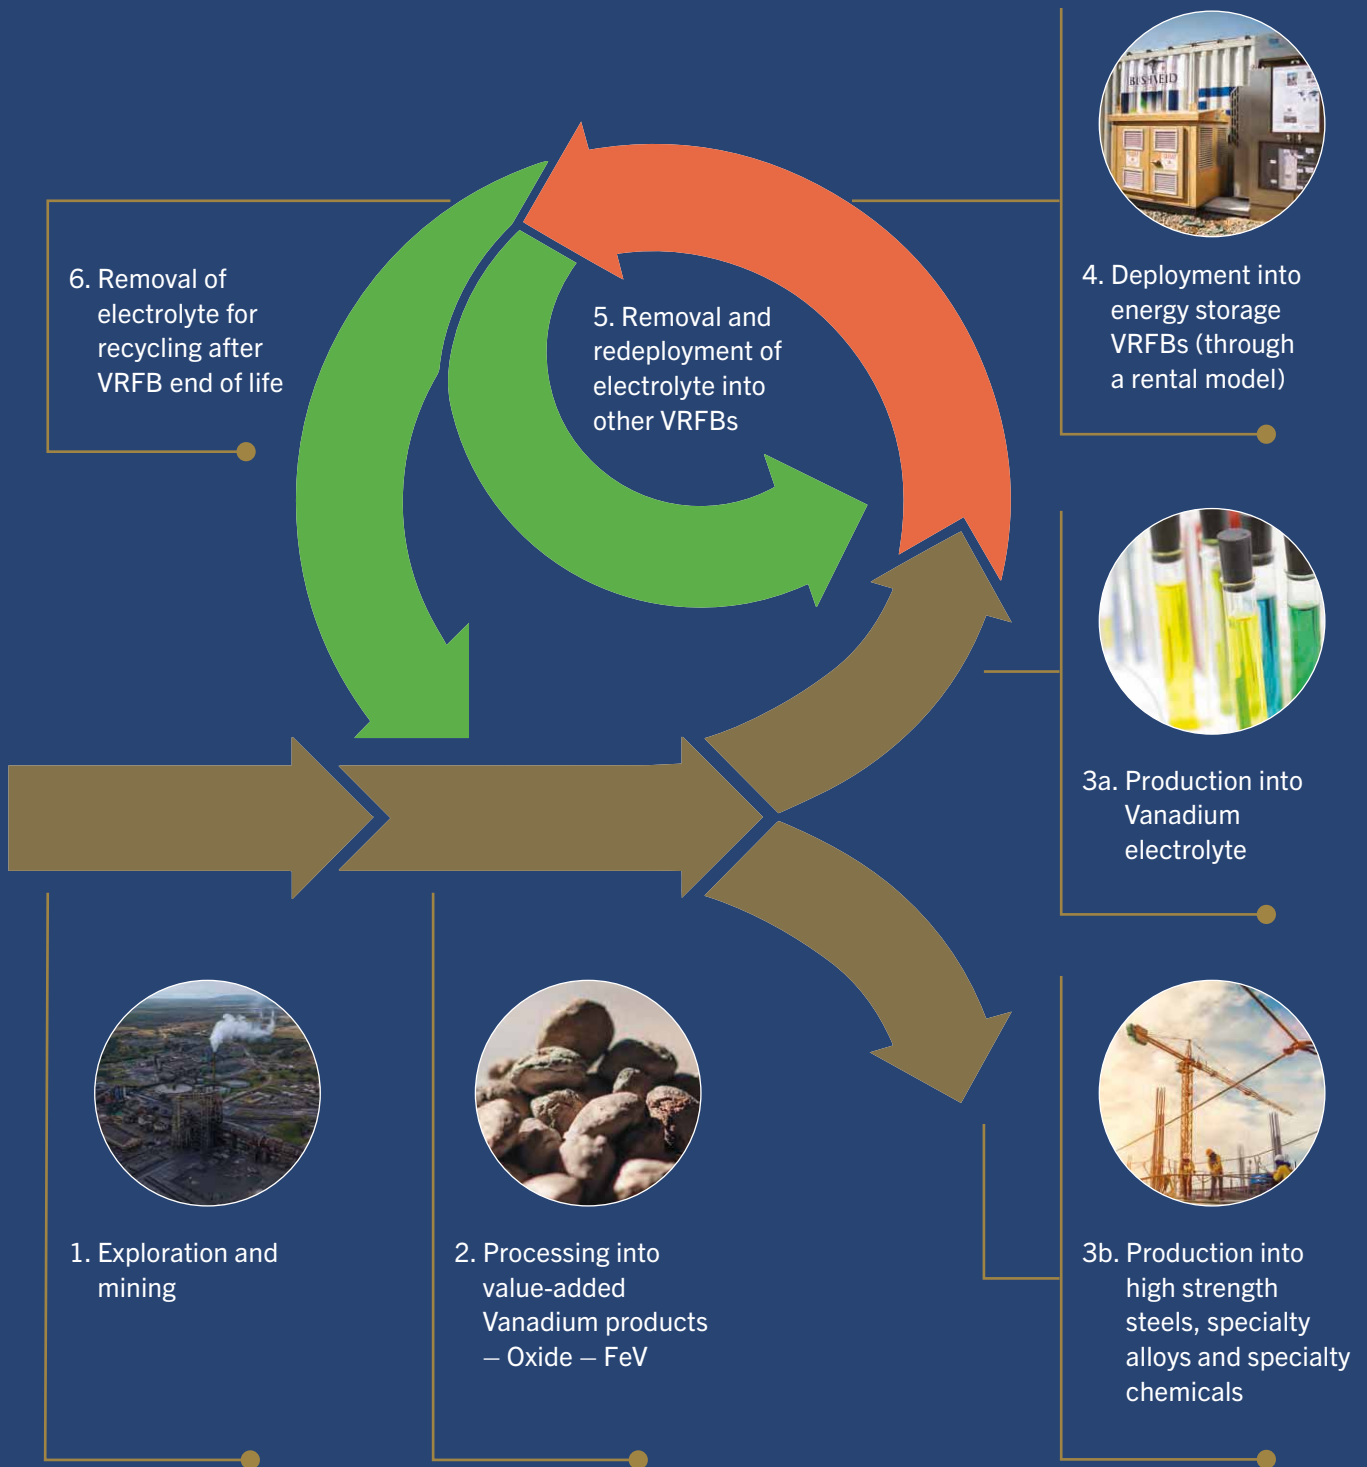 6. Removal of
electrolyte for
recycling after
VRFB end of life
5. Removal and
redeployment of
electrolyte into
other VRFBs
4. Deployment into
energy storage
VRFBs (through
a rental model)
3a. Production into
Vanadium
electrolyte
1. Exploration and
mining
2. Processing into
value-added
Vanadium products
– Oxide – FeV
3b. Production into
high strength
steels, specialty
alloys and specialty
chemicals